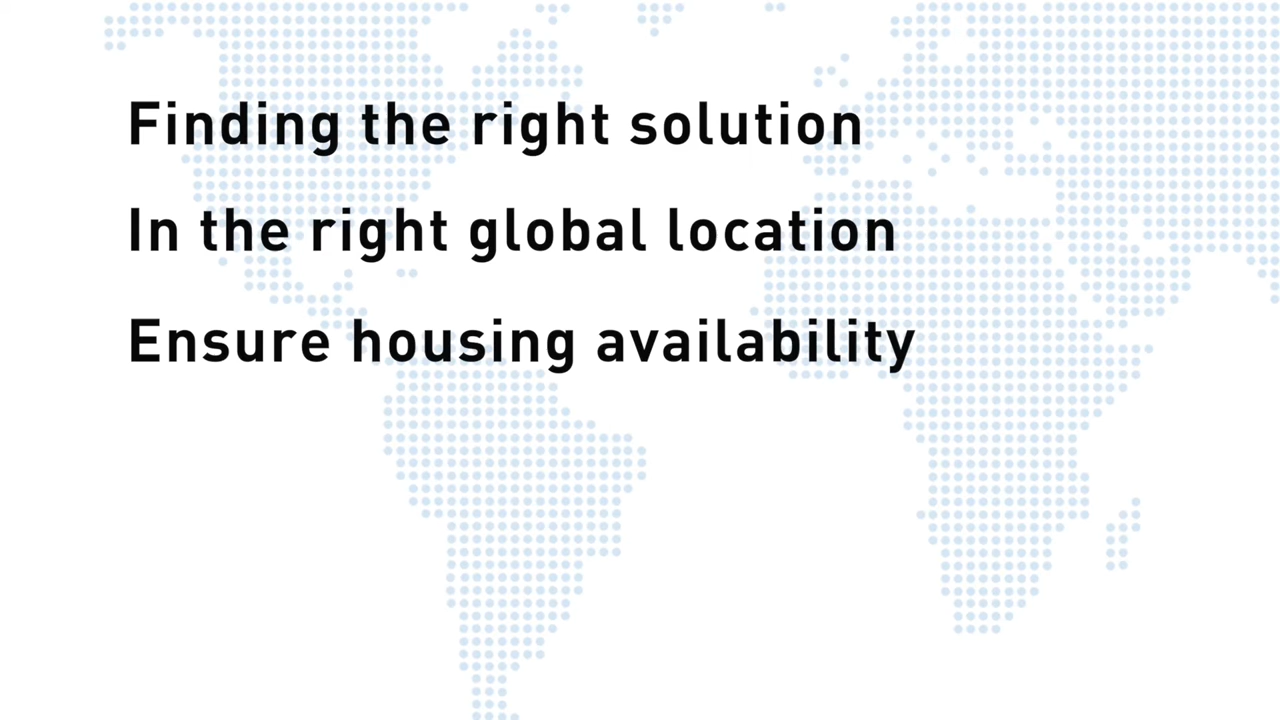 Finding the right solution
In the right global location
Ensure housing availability